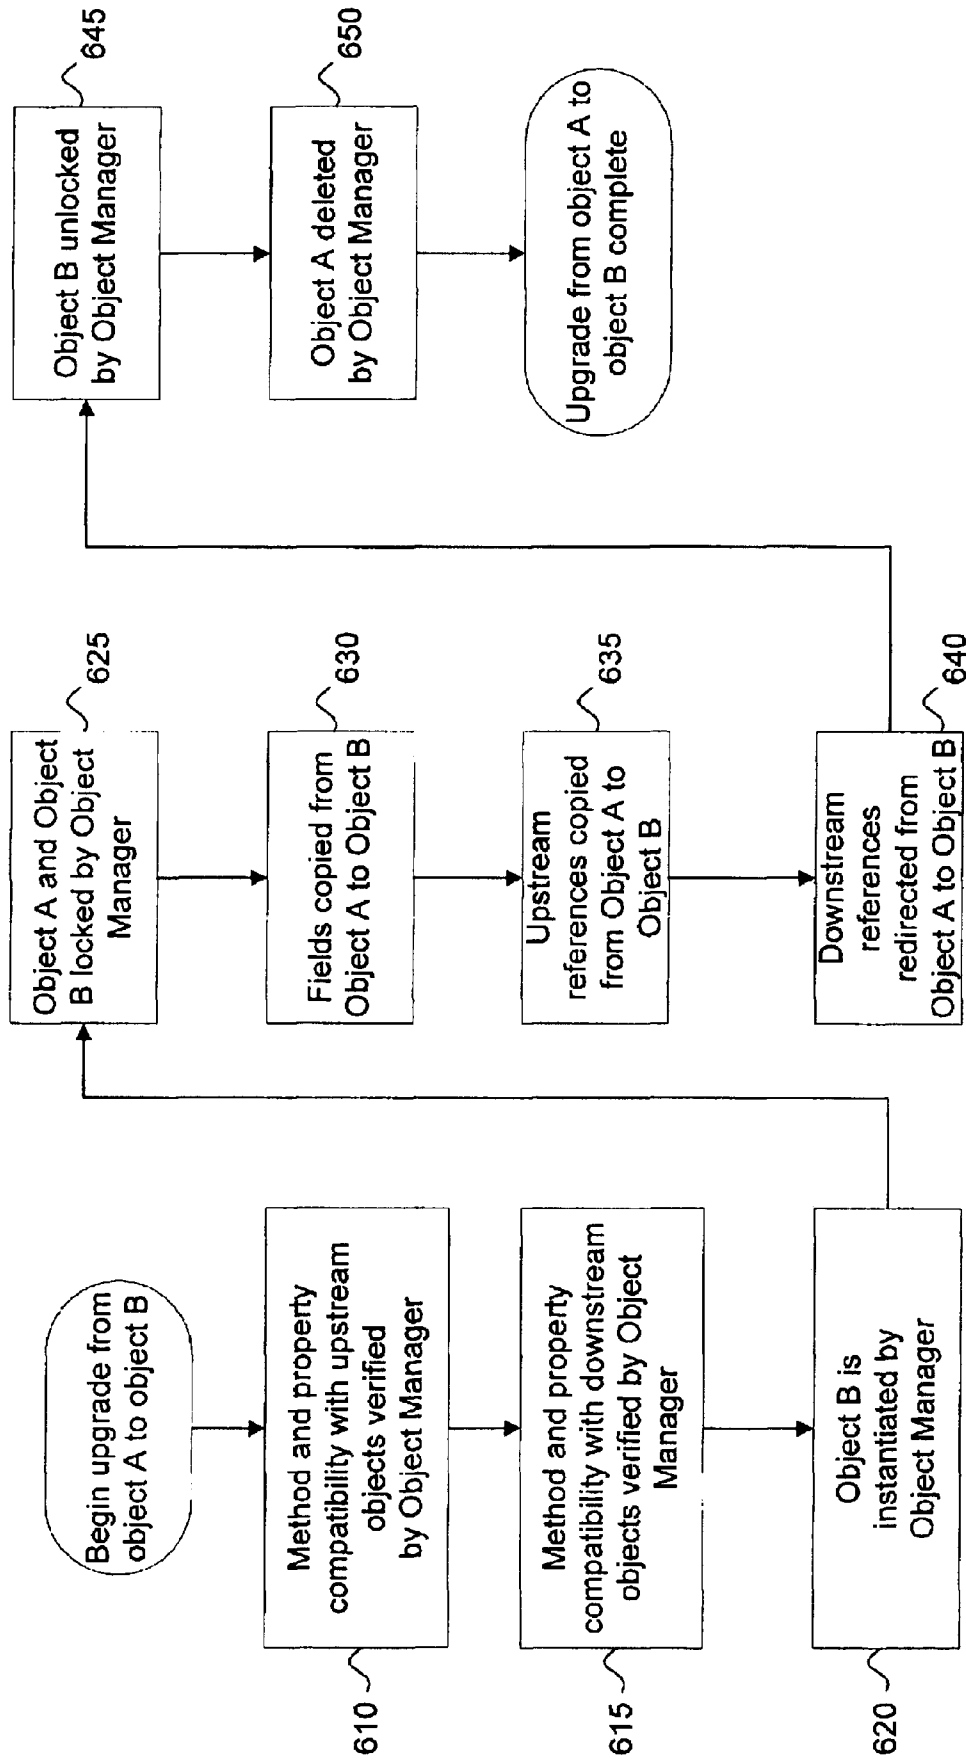 Begin upgrade from
object A to object B
610
Method and property
compatibility with upstream
objects verified
by Object Manager
615
Method and property
compatibility with downstream
objects verified by Object
Manager
620
Object B is
instantiated by
Object Manager
625
Object A and Object
B locked by Object
Manager
630
Fields copied from
Object A to Object B
635
Upstream
references copied
from Object A to
Object B
640
Downstream
references
redirected from
Object A to Object B
645
Object B unlocked
by Object Manager
650
Object A deleted
by Object Manager
Upgrade from object A to
object B complete